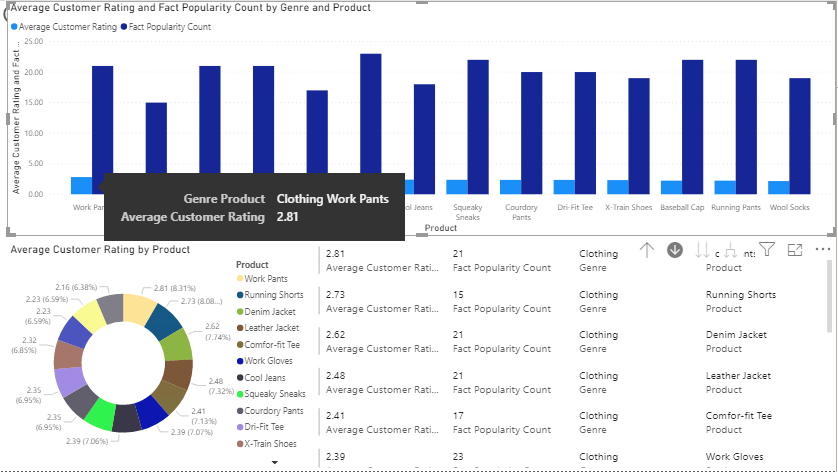 Average Customer Rating and Fact Popularity Count by Genre and Product
Average Customer Rating Fact Popularity Count
Average Customer Rating and Fact ...
25.00
20.00
15.00
10.00
5.00
0.00
Genre Product Clothing Work Pants
Average Customer Rating 2.81
Work Pan
ol Jeans
Squeaky
Sneaks
Courdory
Pants
Dri-Fit Tee
X-Train Shoes
Baseball Cap
Running Pants
Wool Socks
Product
Average Customer Rating by Product
2.81 (8.31%)
2.73 (8.08...)
2.62
(7.74%)
2.48
(7.32%)
2.41
(7.13%)
2.39 (7.07%)
2.39 (7.06%)
2.35
(6.95%)
2.35
(6.95%)
2.32
(6.85%)
2.23
(6.59%)
2.23 (6.59%)
2.16 (6.38%)
Product
Work Pants
Running Shorts
Denim Jacket
Leather Jacket
Comfor-fit Tee
Work Gloves
Cool Jeans
Squeaky Sneaks
Courdory Pants
Dri-Fit Tee
X-Train Shoes
2.81 21 Clothing
Average Customer Rati... Fact Popularity Count Genre Product
2.73 15 Clothing Running Shorts
Average Customer Rati... Fact Popularity Count Genre Product
2.62 21 Clothing Denim Jacket
Average Customer Rati... Fact Popularity Count Genre Product
2.48 21 Clothing Leather Jacket
Average Customer Rati... Fact Popularity Count Genre Product
2.41 17 Clothing Comfor-fit Tee
Average Customer Rati... Fact Popularity Count Genre Product
2.39 23 Clothing Work Gloves